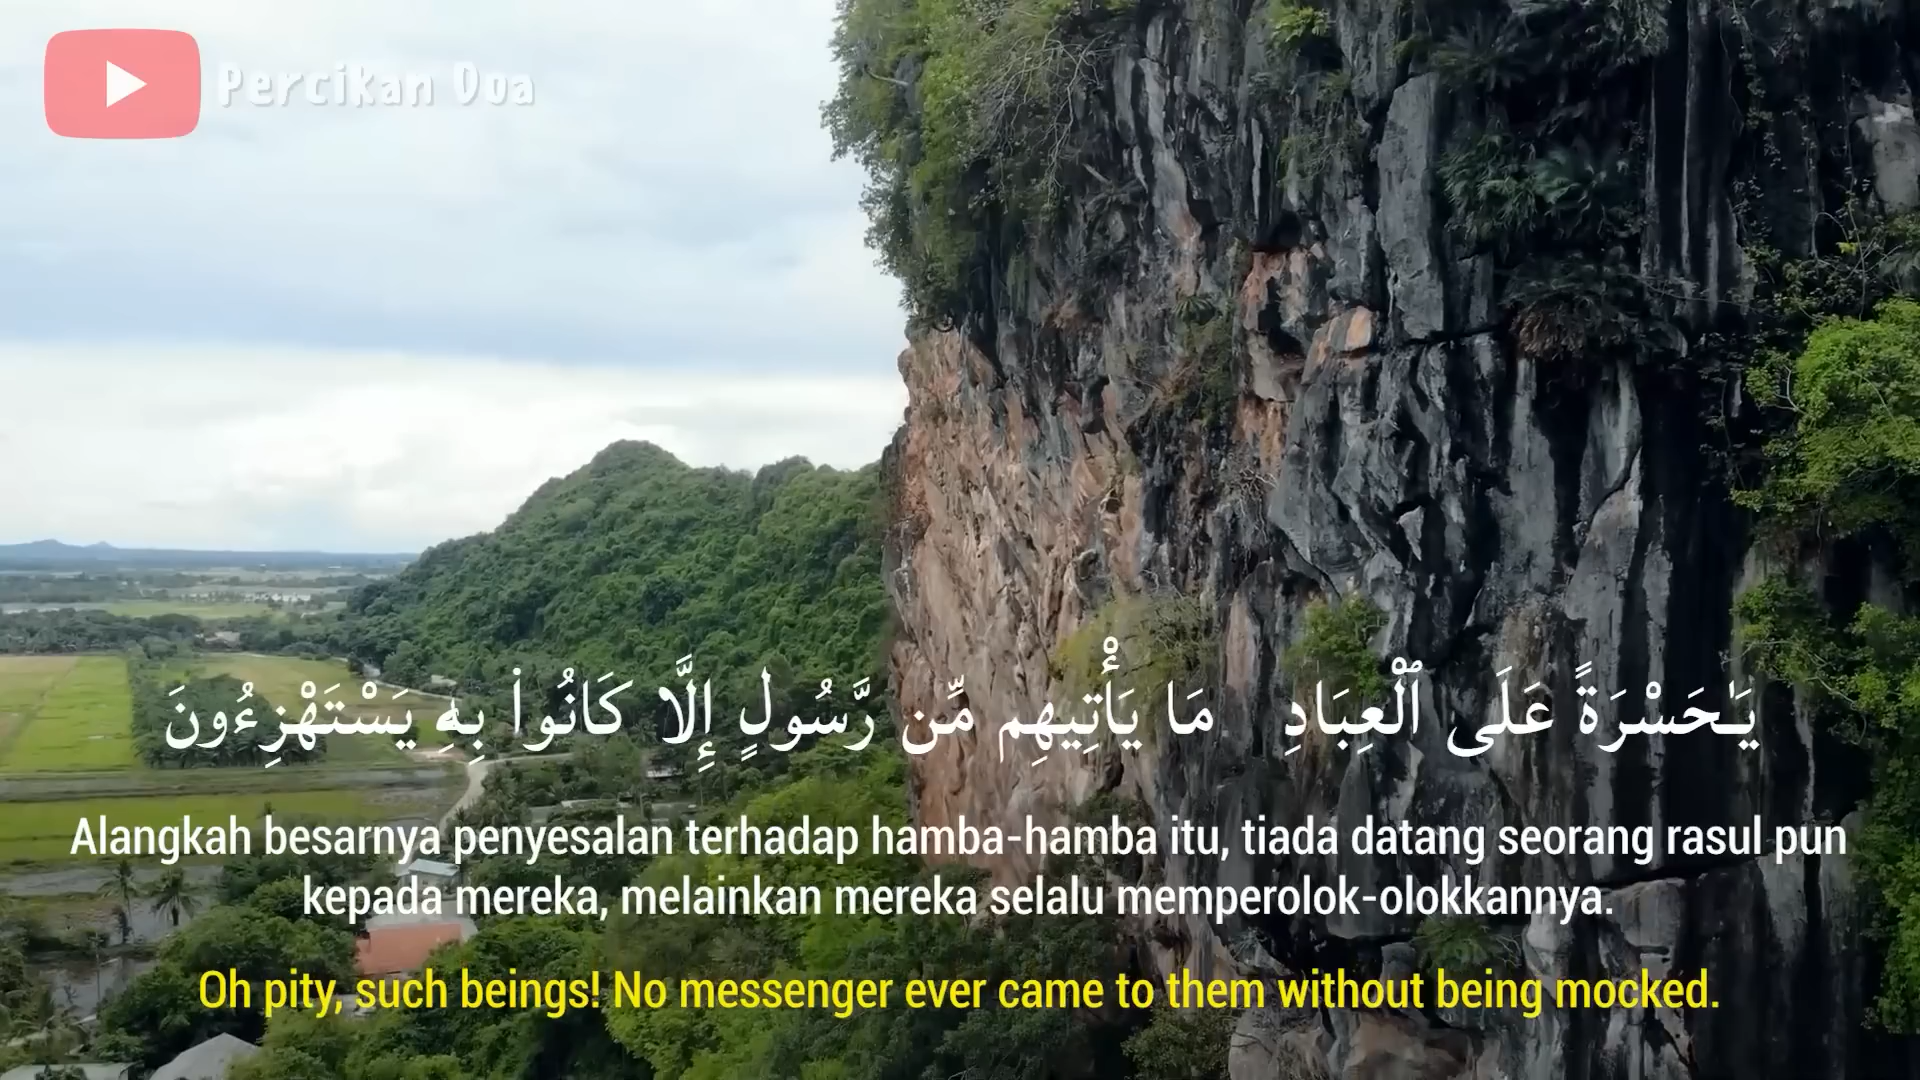 Percikan Doa
يَـٰحَسْرَةً عَلَى ٱلْعِبَادِ مَا يَأْتِيهِم مِّن رَّسُولٍ إِلَّا كَانُوا۟ بِهِۦ يَسْتَهْزِءُونَ
Alangkah besarnya penyesalan terhadap hamba-hamba itu, tiada datang seorang rasul pun
kepada mereka, melainkan mereka selalu memperolok-olokkannya.
Oh pity, such beings! No messenger ever came to them without being mocked.